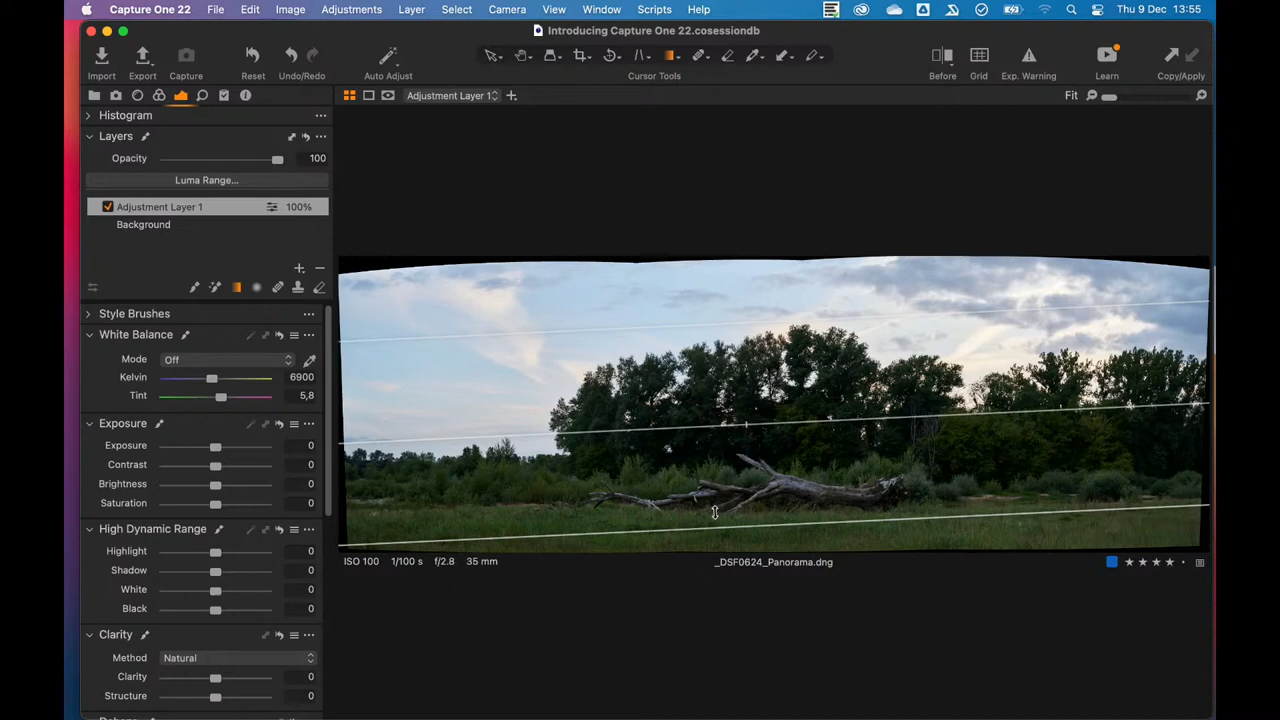 Capture One 22 File Edit Image Adjustments Layer Select Camera View Window Scripts Help Thu 9 Dec 13:55
Introducing Capture One 22.cosessiondb
Import Export Capture Reset Undo/Redo Auto Adjust Cursor Tools Before Grid Exp. Warning Learn Copy/Apply
Adjustment Layer 1 Fit
Histogram
Layers
Opacity 100
Luma Range...
Adjustment Layer 1 100%
Background
Style Brushes
White Balance
Mode Off
Kelvin 6900
Tint 5,8
Exposure
Exposure 0
Contrast 0
Brightness 0
Saturation 0
High Dynamic Range
Highlight 0
Shadow 0
White 0
Black 0
Clarity
Method Natural
Clarity 0
Structure 0
ISO 100 1/100 s f/2.8 35 mm _DSF0624_Panorama.dng